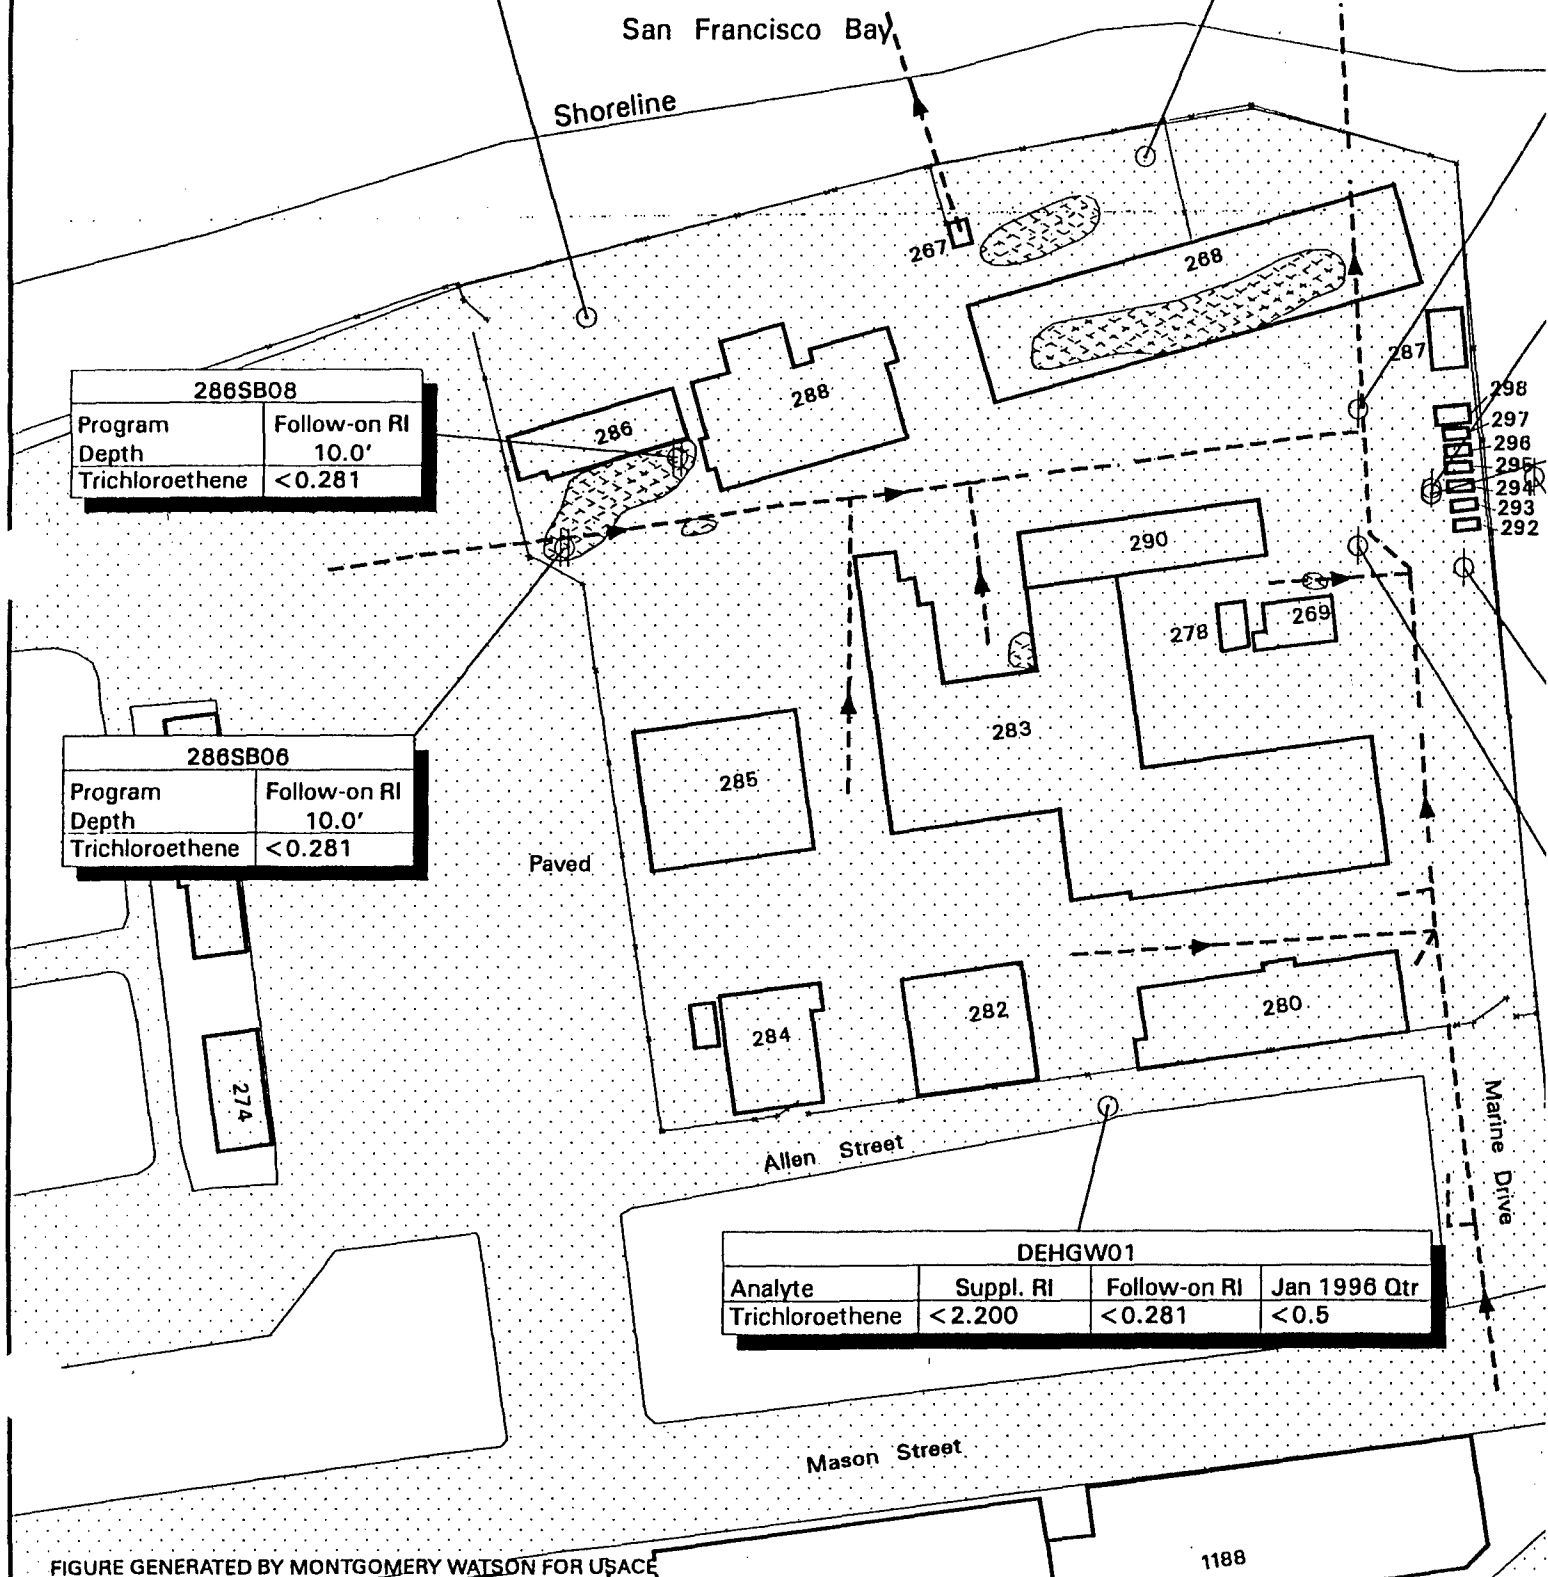 San Francisco Bay
Shoreline
267
268
287
298
297
296
295
294
293
292
286SB08
Program Follow-on RI
Depth 10.0'
Trichloroethene <0.281
286
288
290
278
269
283
285
286SB06
Program Follow-on RI
Depth 10.0'
Trichloroethene <0.281
Paved
284
282
280
274
Allen Street
Marine Drive
DEHGW01
Analyte Suppl. RI Follow-on RI Jan 1996 Qtr
Trichloroethene <2.200 <0.281 <0.5
Mason Street
1188
FIGURE GENERATED BY MONTGOMERY WATSON FOR USACE